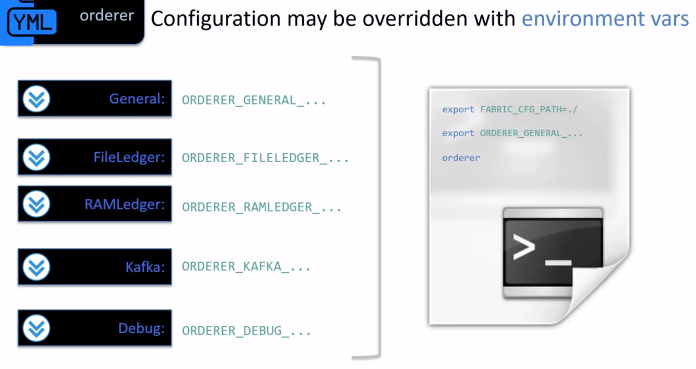 YML orderer Configuration may be overridden with environment vars
General: ORDERER_GENERAL_...
FileLedger: ORDERER_FILELEDGER_...
RAMLedger: ORDERER_RAMLEDGER_...
Kafka: ORDERER_KAFKA_...
Debug: ORDERER_DEBUG_...
export FABRIC_CFG_PATH=./
export ORDERER_GENERAL_...
orderer
>_